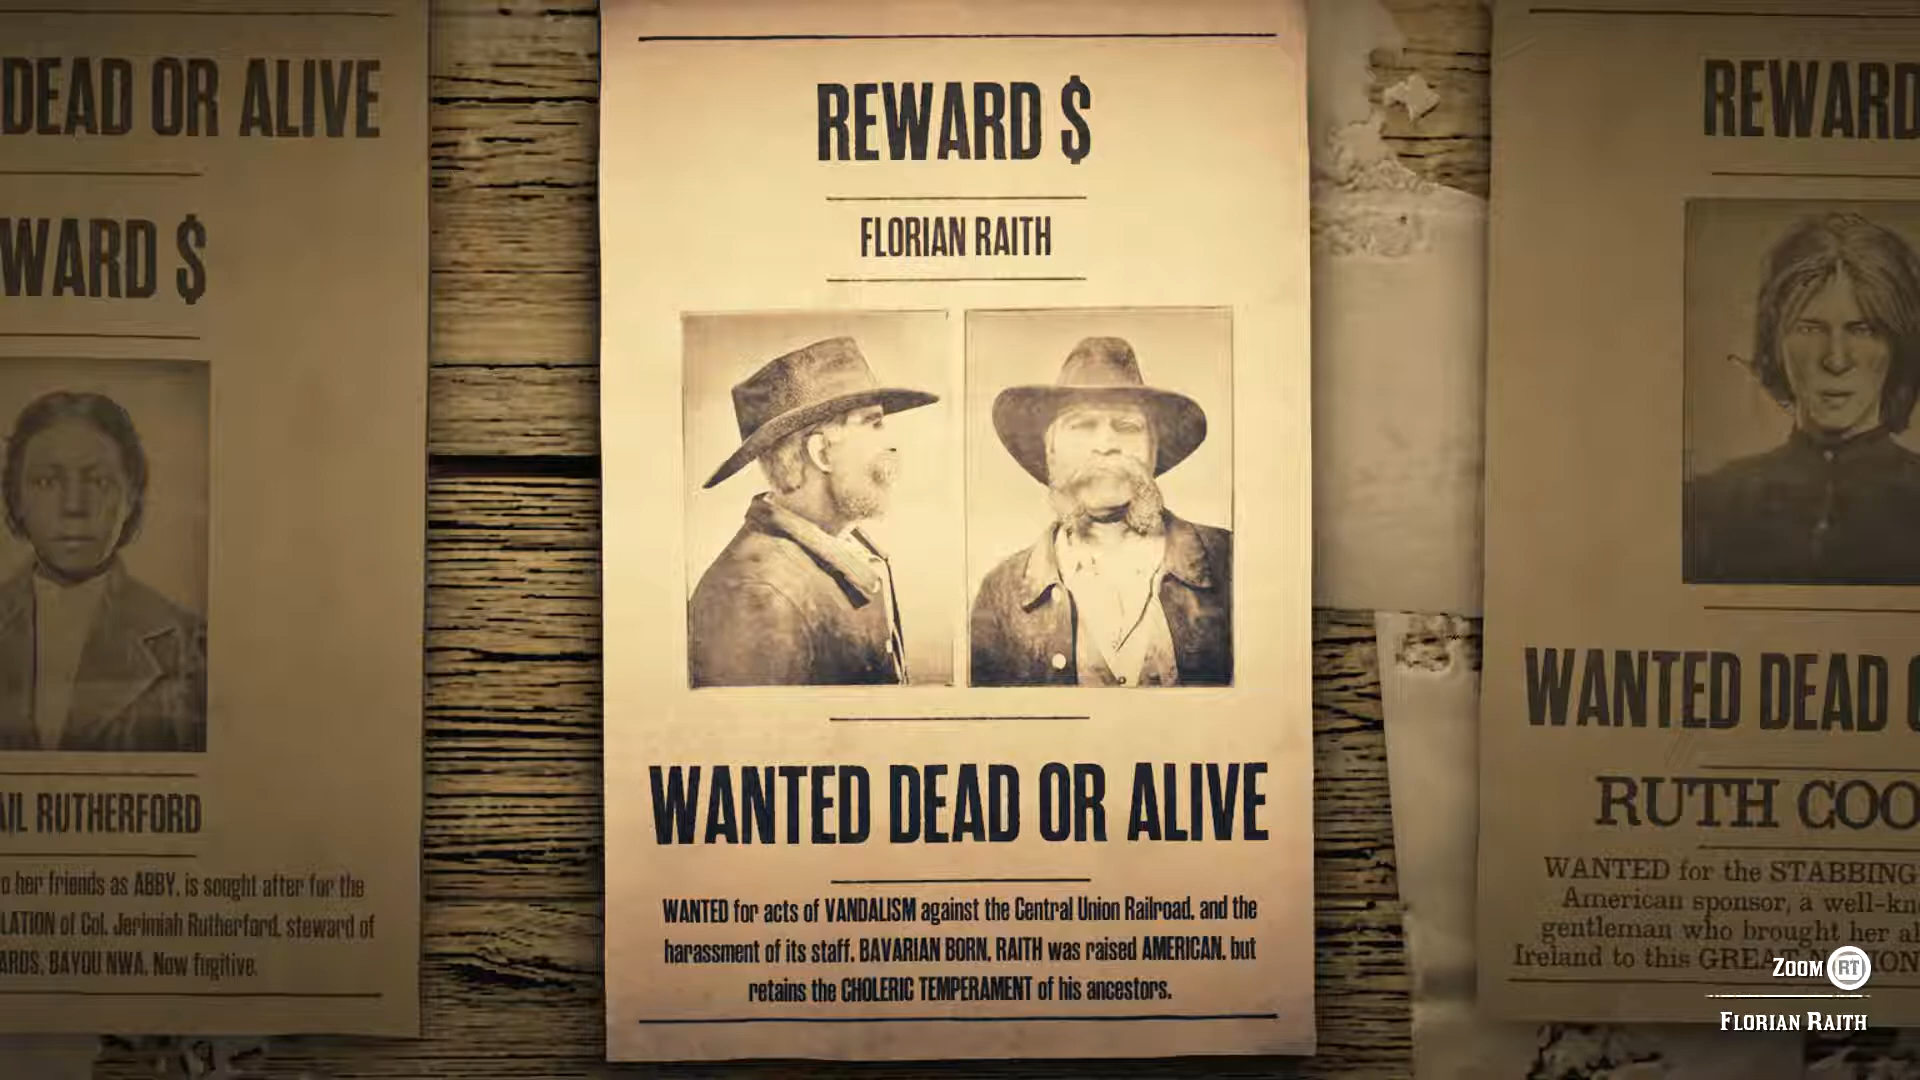 DEAD OR ALIVE
WARD $
RUTHERFORD
her friends as ABBY, is sought after for the
of Col. Jerimiah Rutherford, steward of
BAYOU NWA. Now fugitive.
REWARD $
FLORIAN RAITH
WANTED DEAD OR ALIVE
WANTED for acts of VANDALISM against the Central Union Railroad, and the
harassment of its staff. BAVARIAN BORN, RAITH was raised AMERICAN, but
retains the CHOLERIC TEMPERAMENT of his ancestors.
REWARD
WANTED DEAD
RUTH COO
WANTED for the STABBING
American sponsor, a well-kn
gentleman who brought her al
Ireland to this
ZOOM RT
FLORIAN RAITH